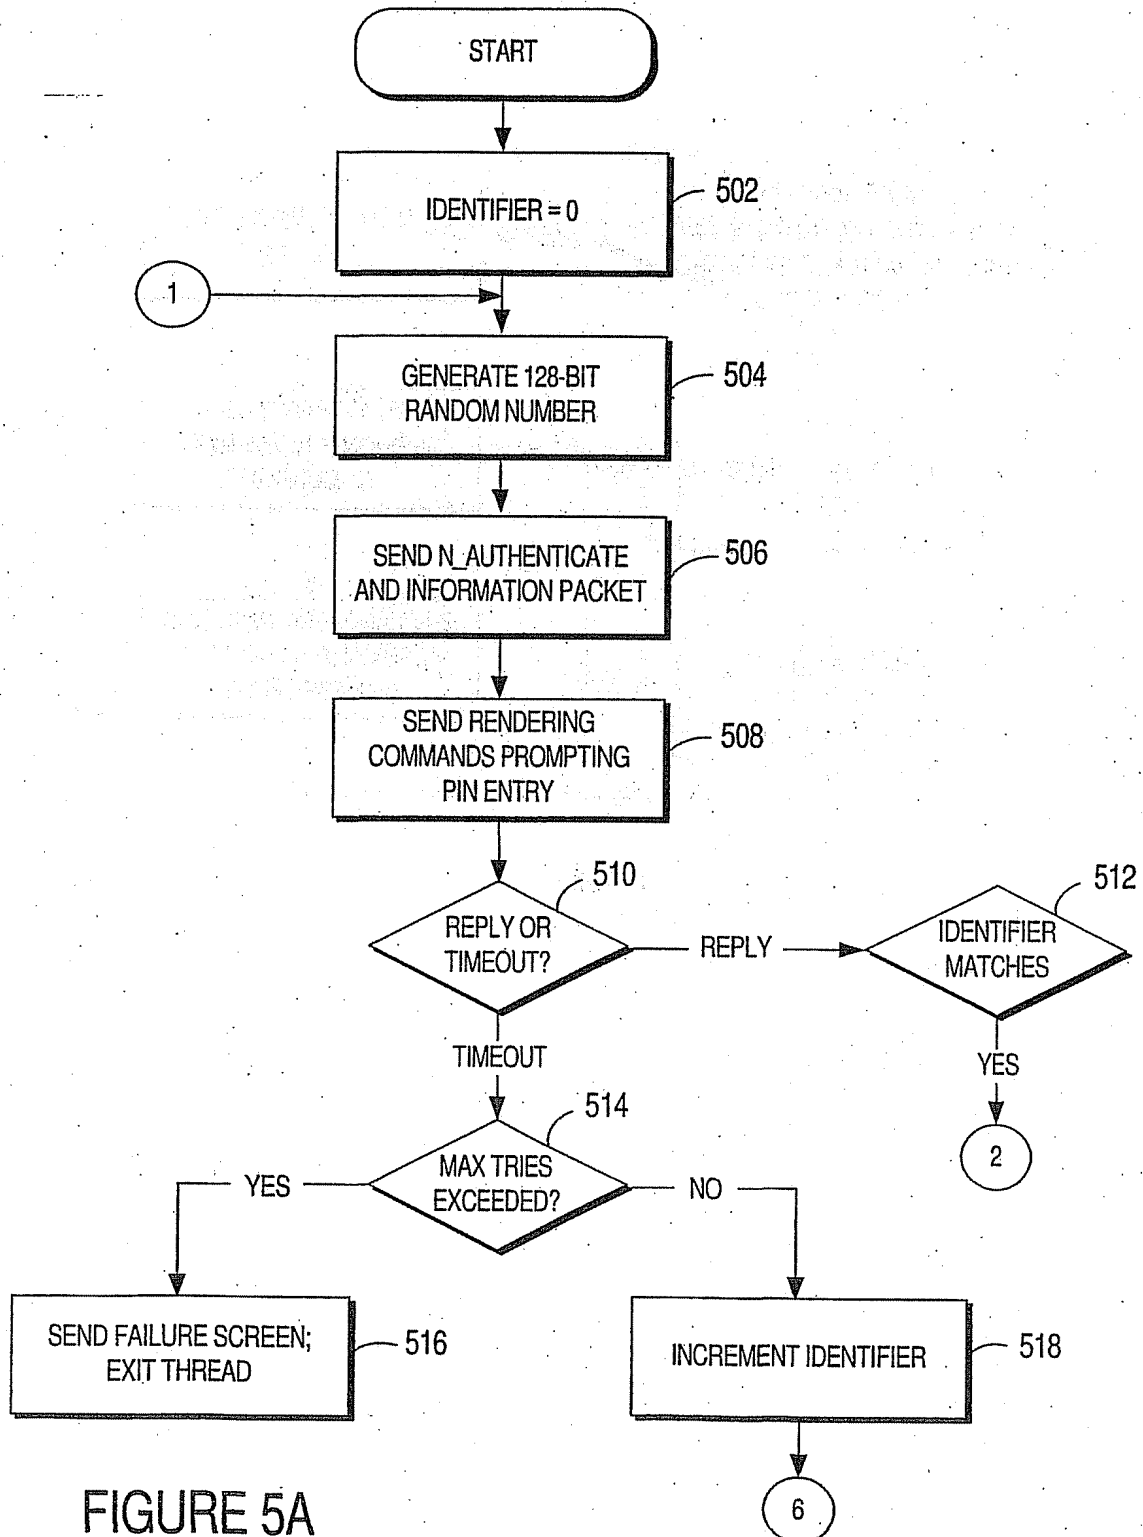 START
IDENTIFIER = 0
502
1
GENERATE 128-BIT
RANDOM NUMBER
504
SEND N_AUTHENTICATE
AND INFORMATION PACKET
506
SEND RENDERING
COMMANDS PROMPTING
PIN ENTRY
508
REPLY OR
TIMEOUT?
510
REPLY
IDENTIFIER
MATCHES
512
TIMEOUT
YES
2
MAX TRIES
EXCEEDED?
514
YES
NO
SEND FAILURE SCREEN;
EXIT THREAD
516
INCREMENT IDENTIFIER
518
6
FIGURE 5A